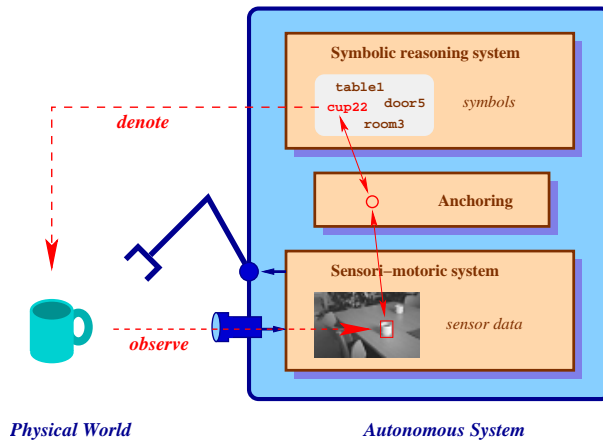 Symbolic reasoning system
table1
cup22
door5
room3
symbols
denote
Anchoring
Sensori−motoric system
sensor data
observe
Physical World
Autonomous System